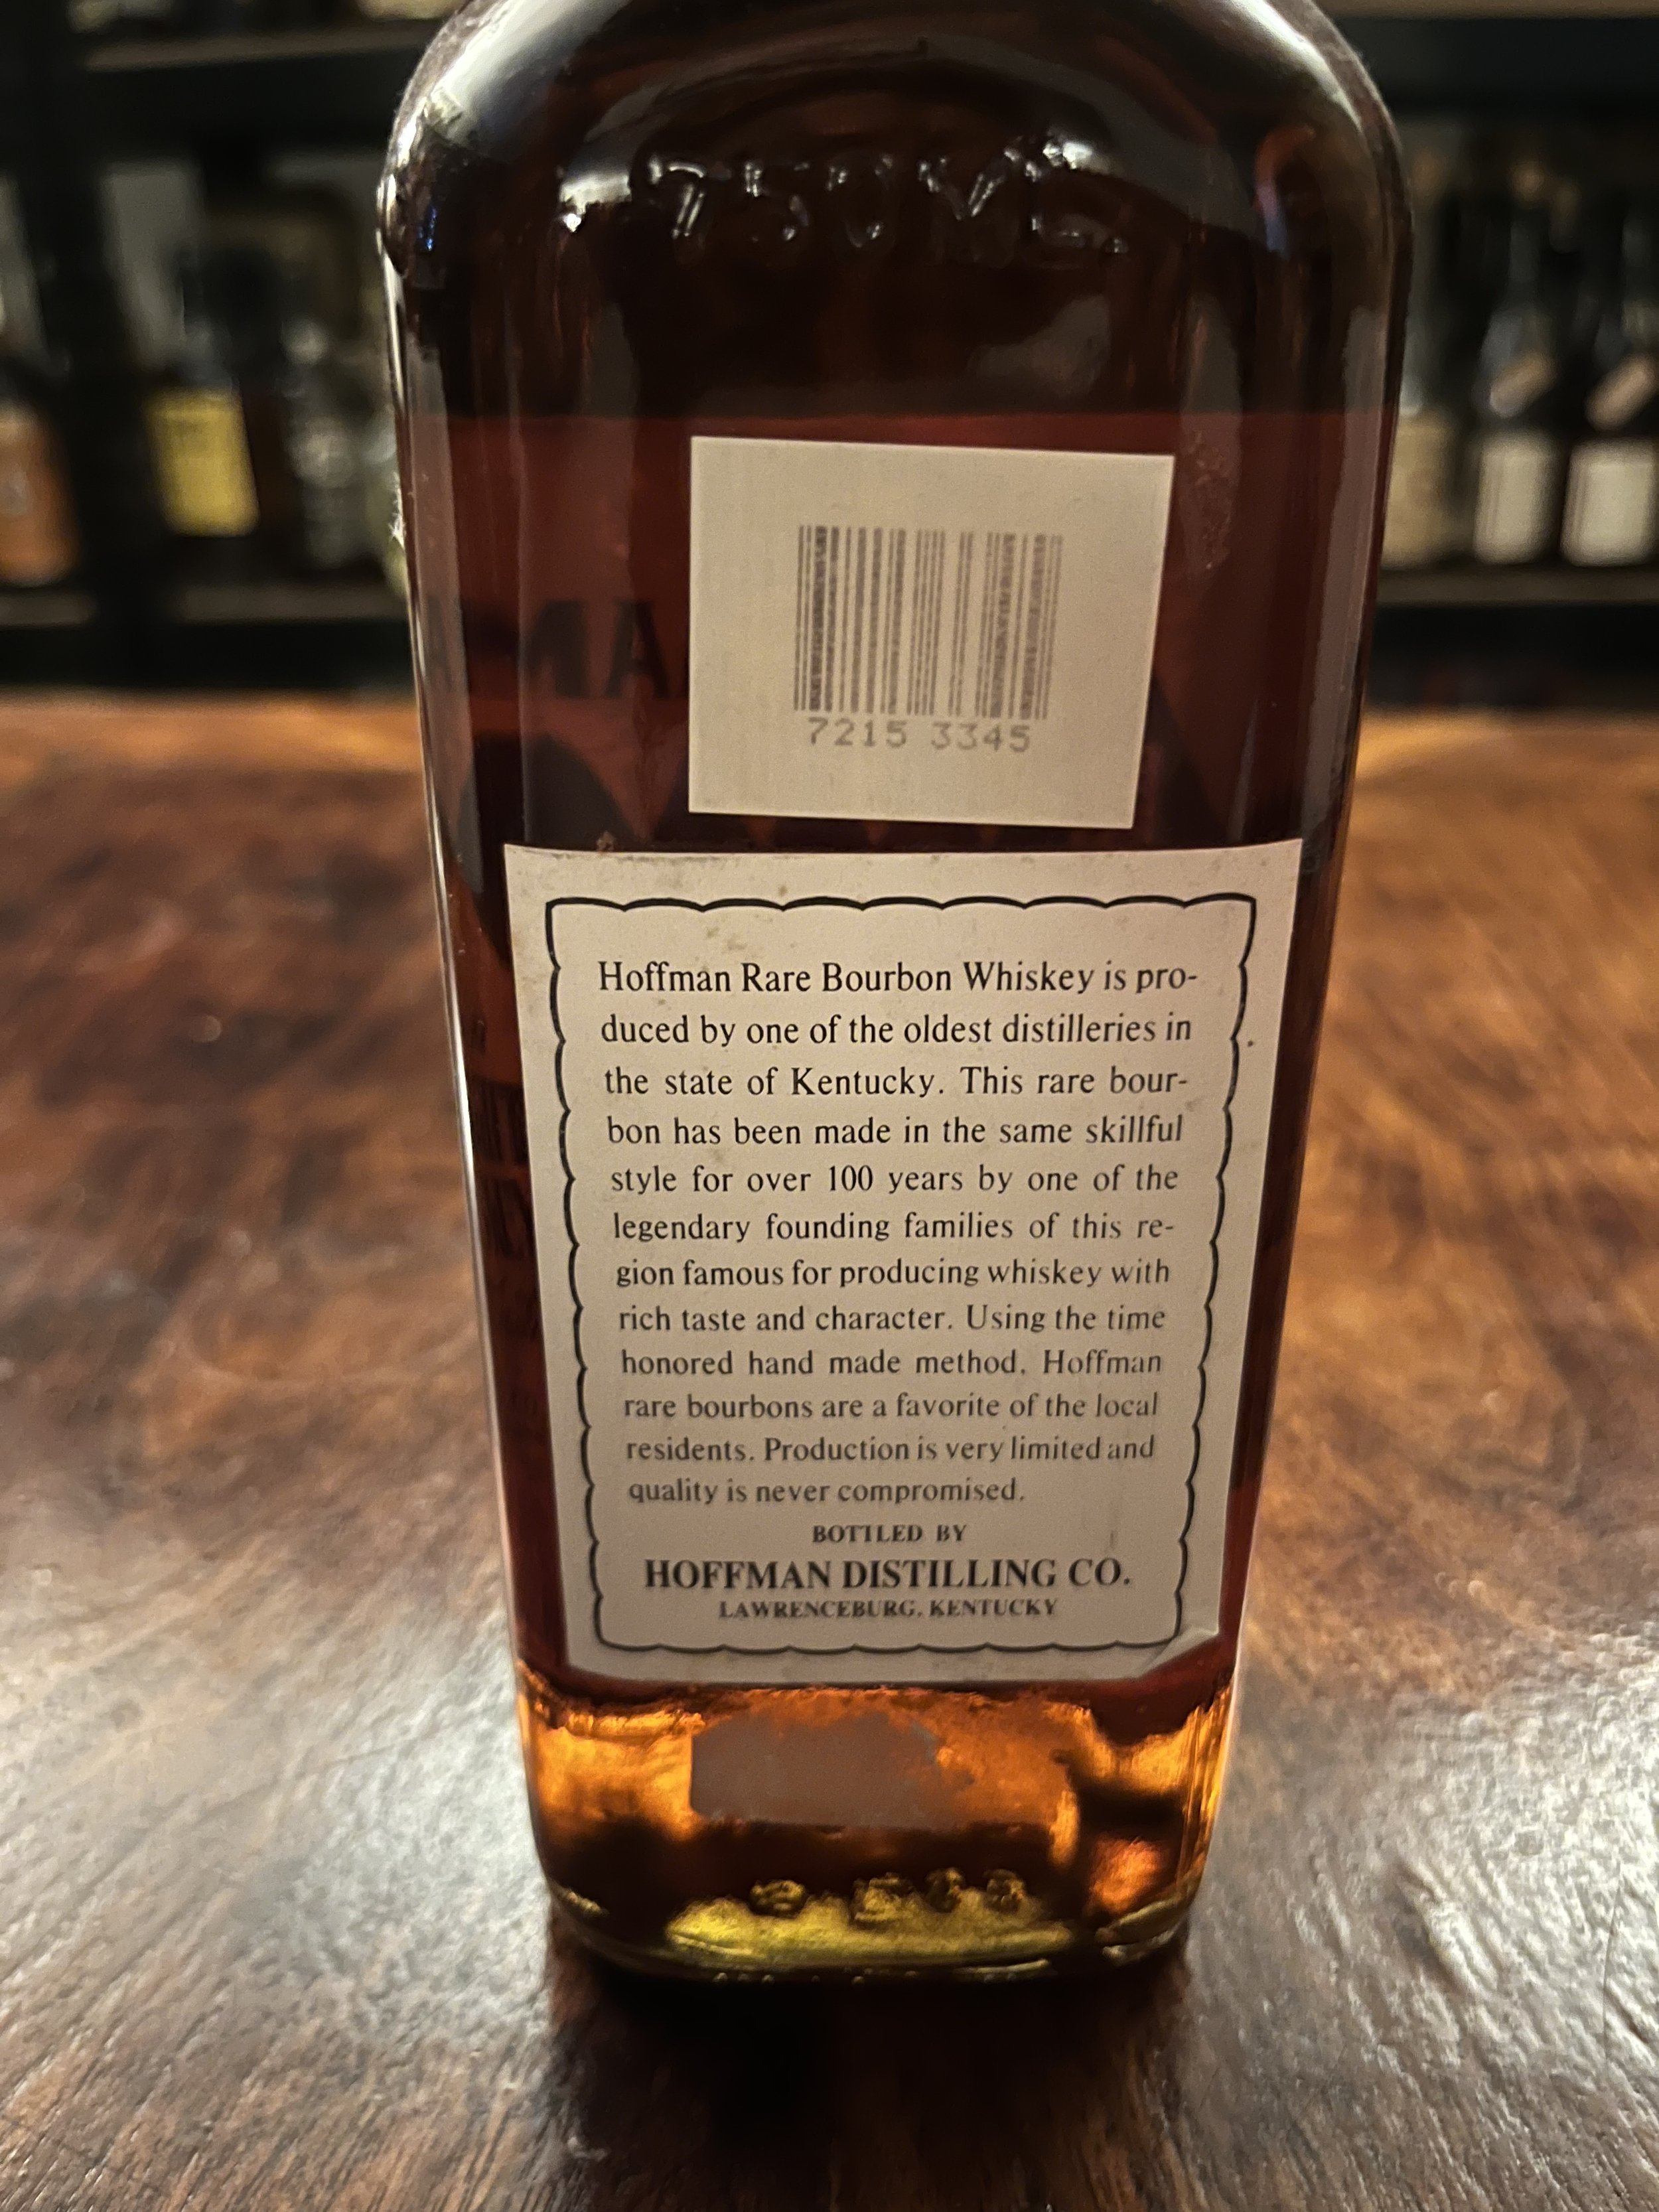 750ML
7215 3345
Hoffman Rare Bourbon Whiskey is pro-
duced by one of the oldest distilleries in
the state of Kentucky. This rare bour-
bon has been made in the same skillful
style for over 100 years by one of the
legendary founding families of this re-
gion famous for producing whiskey with
rich taste and character. Using the time
honored hand made method, Hoffman
rare bourbons are a favorite of the local
residents. Production is very limited and
quality is never compromised.
BOTTLED BY
HOFFMAN DISTILLING CO.
LAWRENCEBURG, KENTUCKY